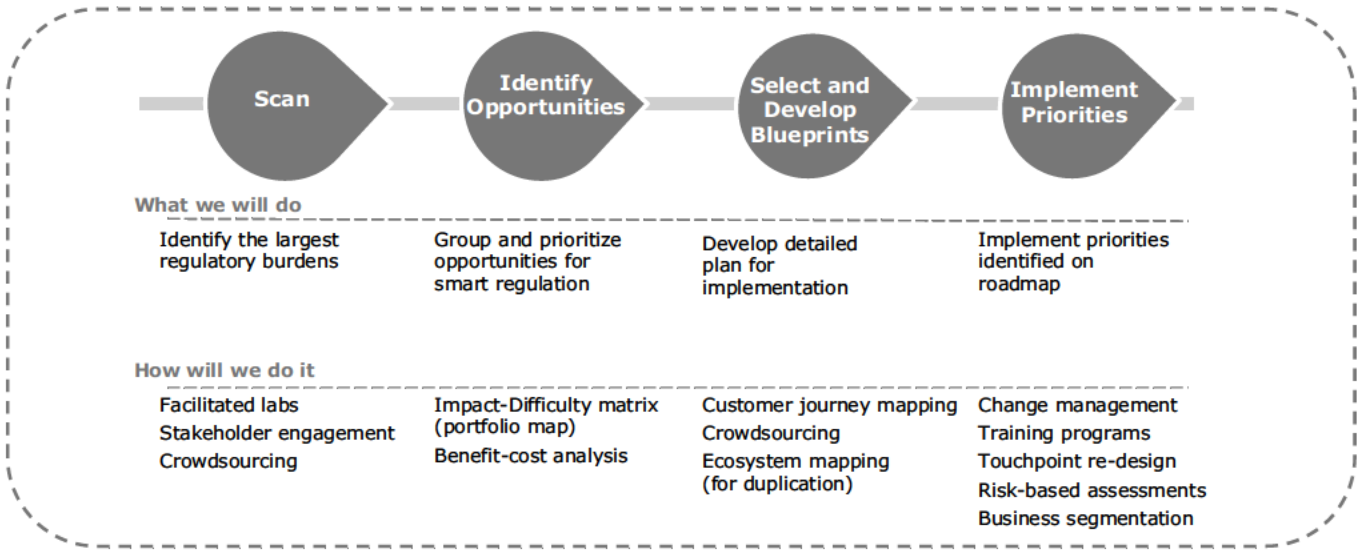 Scan
Identify
Opportunities
Select and
Develop
Blueprints
Implement
Priorities
What we will do
Identify the largest
regulatory burdens
Group and prioritize
opportunities for
smart regulation
Develop detailed
plan for
implementation
Implement priorities
identified on
roadmap
How will we do it
Facilitated labs
Stakeholder engagement
Crowdsourcing
Impact-Difficulty matrix
(portfolio map)
Benefit-cost analysis
Customer journey mapping
Crowdsourcing
Ecosystem mapping
(for duplication)
Change management
Training programs
Touchpoint re-design
Risk-based assessments
Business segmentation